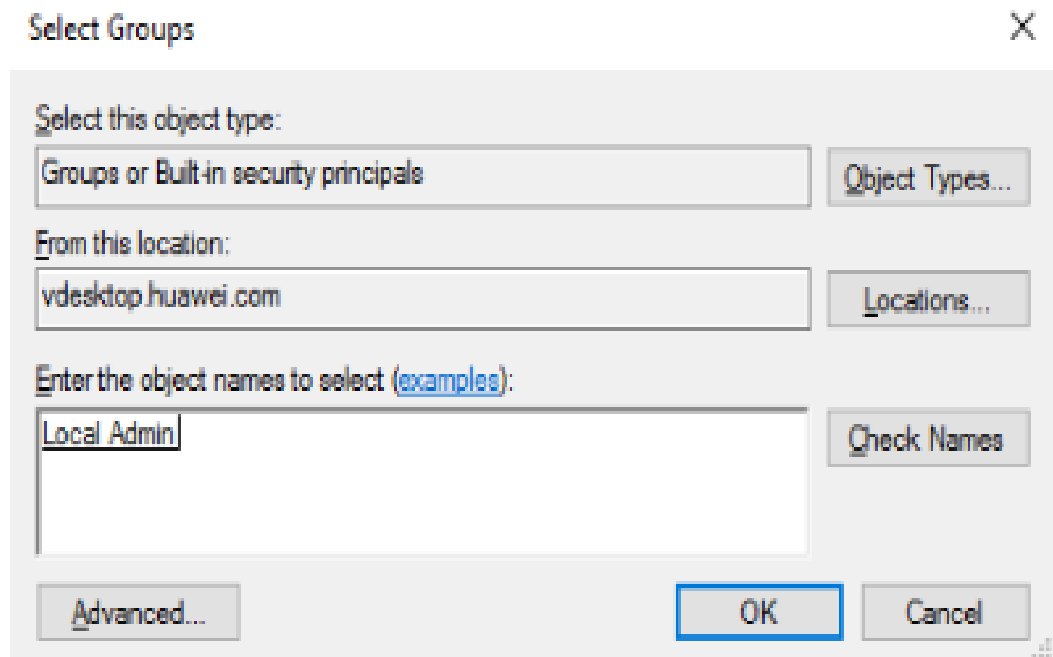 Select Groups
Select this object type:
Groups or Built-in security principals
Object Types...
From this location:
vdesktop.huawei.com
Locations...
Enter the object names to select (examples):
Local Admin
Check Names
Advanced...
OK
Cancel